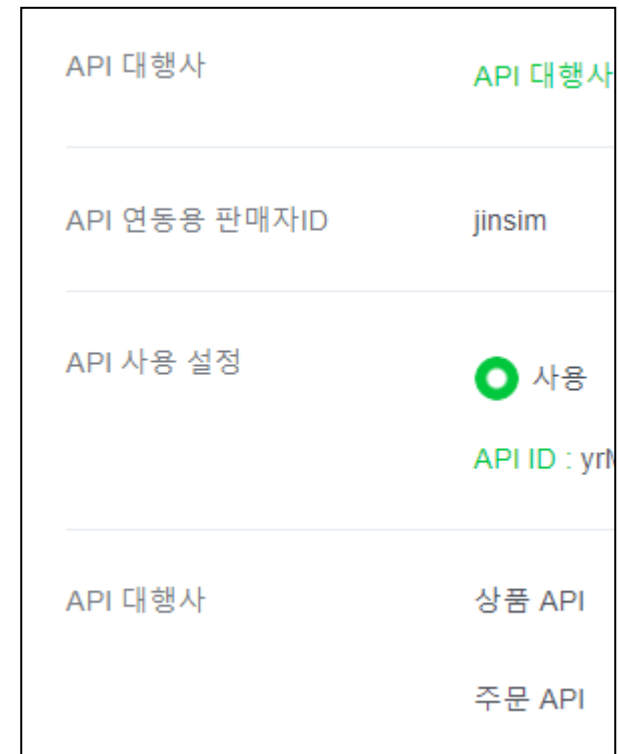 API 대행사
API 대행사
API 연동용 판매자ID
jinsim
API 사용 설정
사용
API ID :
API 대행사
상품 API
주문 API